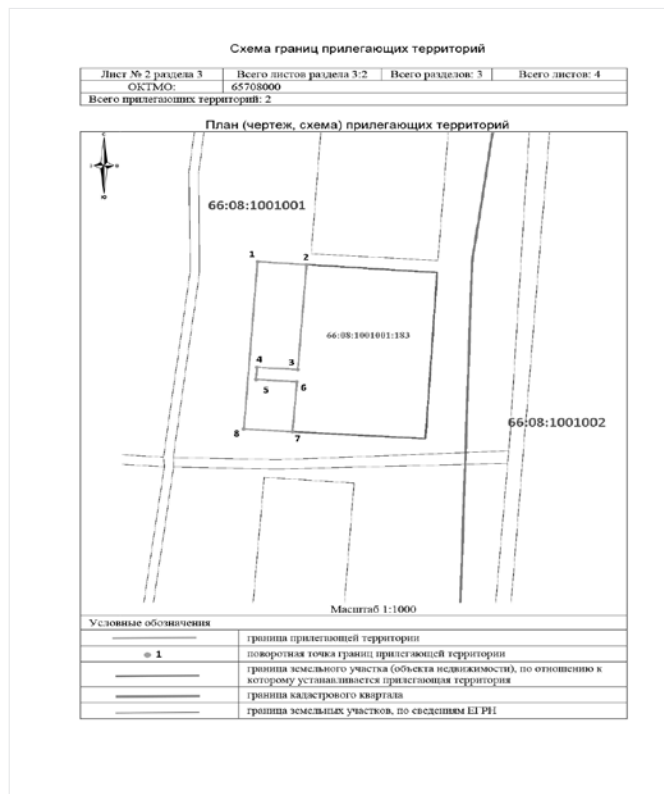 Схема границ прилегающих территорий
Лист № 2 раздела 3 Всего листов раздела 3:2 Всего разделов: 3 Всего листов: 4
ОКТМО: 65708000
Всего прилегающих территорий: 2
План (чертеж, схема) прилегающих территорий
С
Ю
66:08:1001001
1
2
66:08:1001001:183
4
3
5
6
66:08:1001002
8
7
Масштаб 1:1000
Условные обозначения
граница прилегающей территории
1 поворотная точка границ прилегающей территории
граница земельного участка (объекта недвижимости), по отношению к
которому устанавливается прилегающая территория
граница кадастрового квартала
граница земельных участков, по сведениям ЕГРН